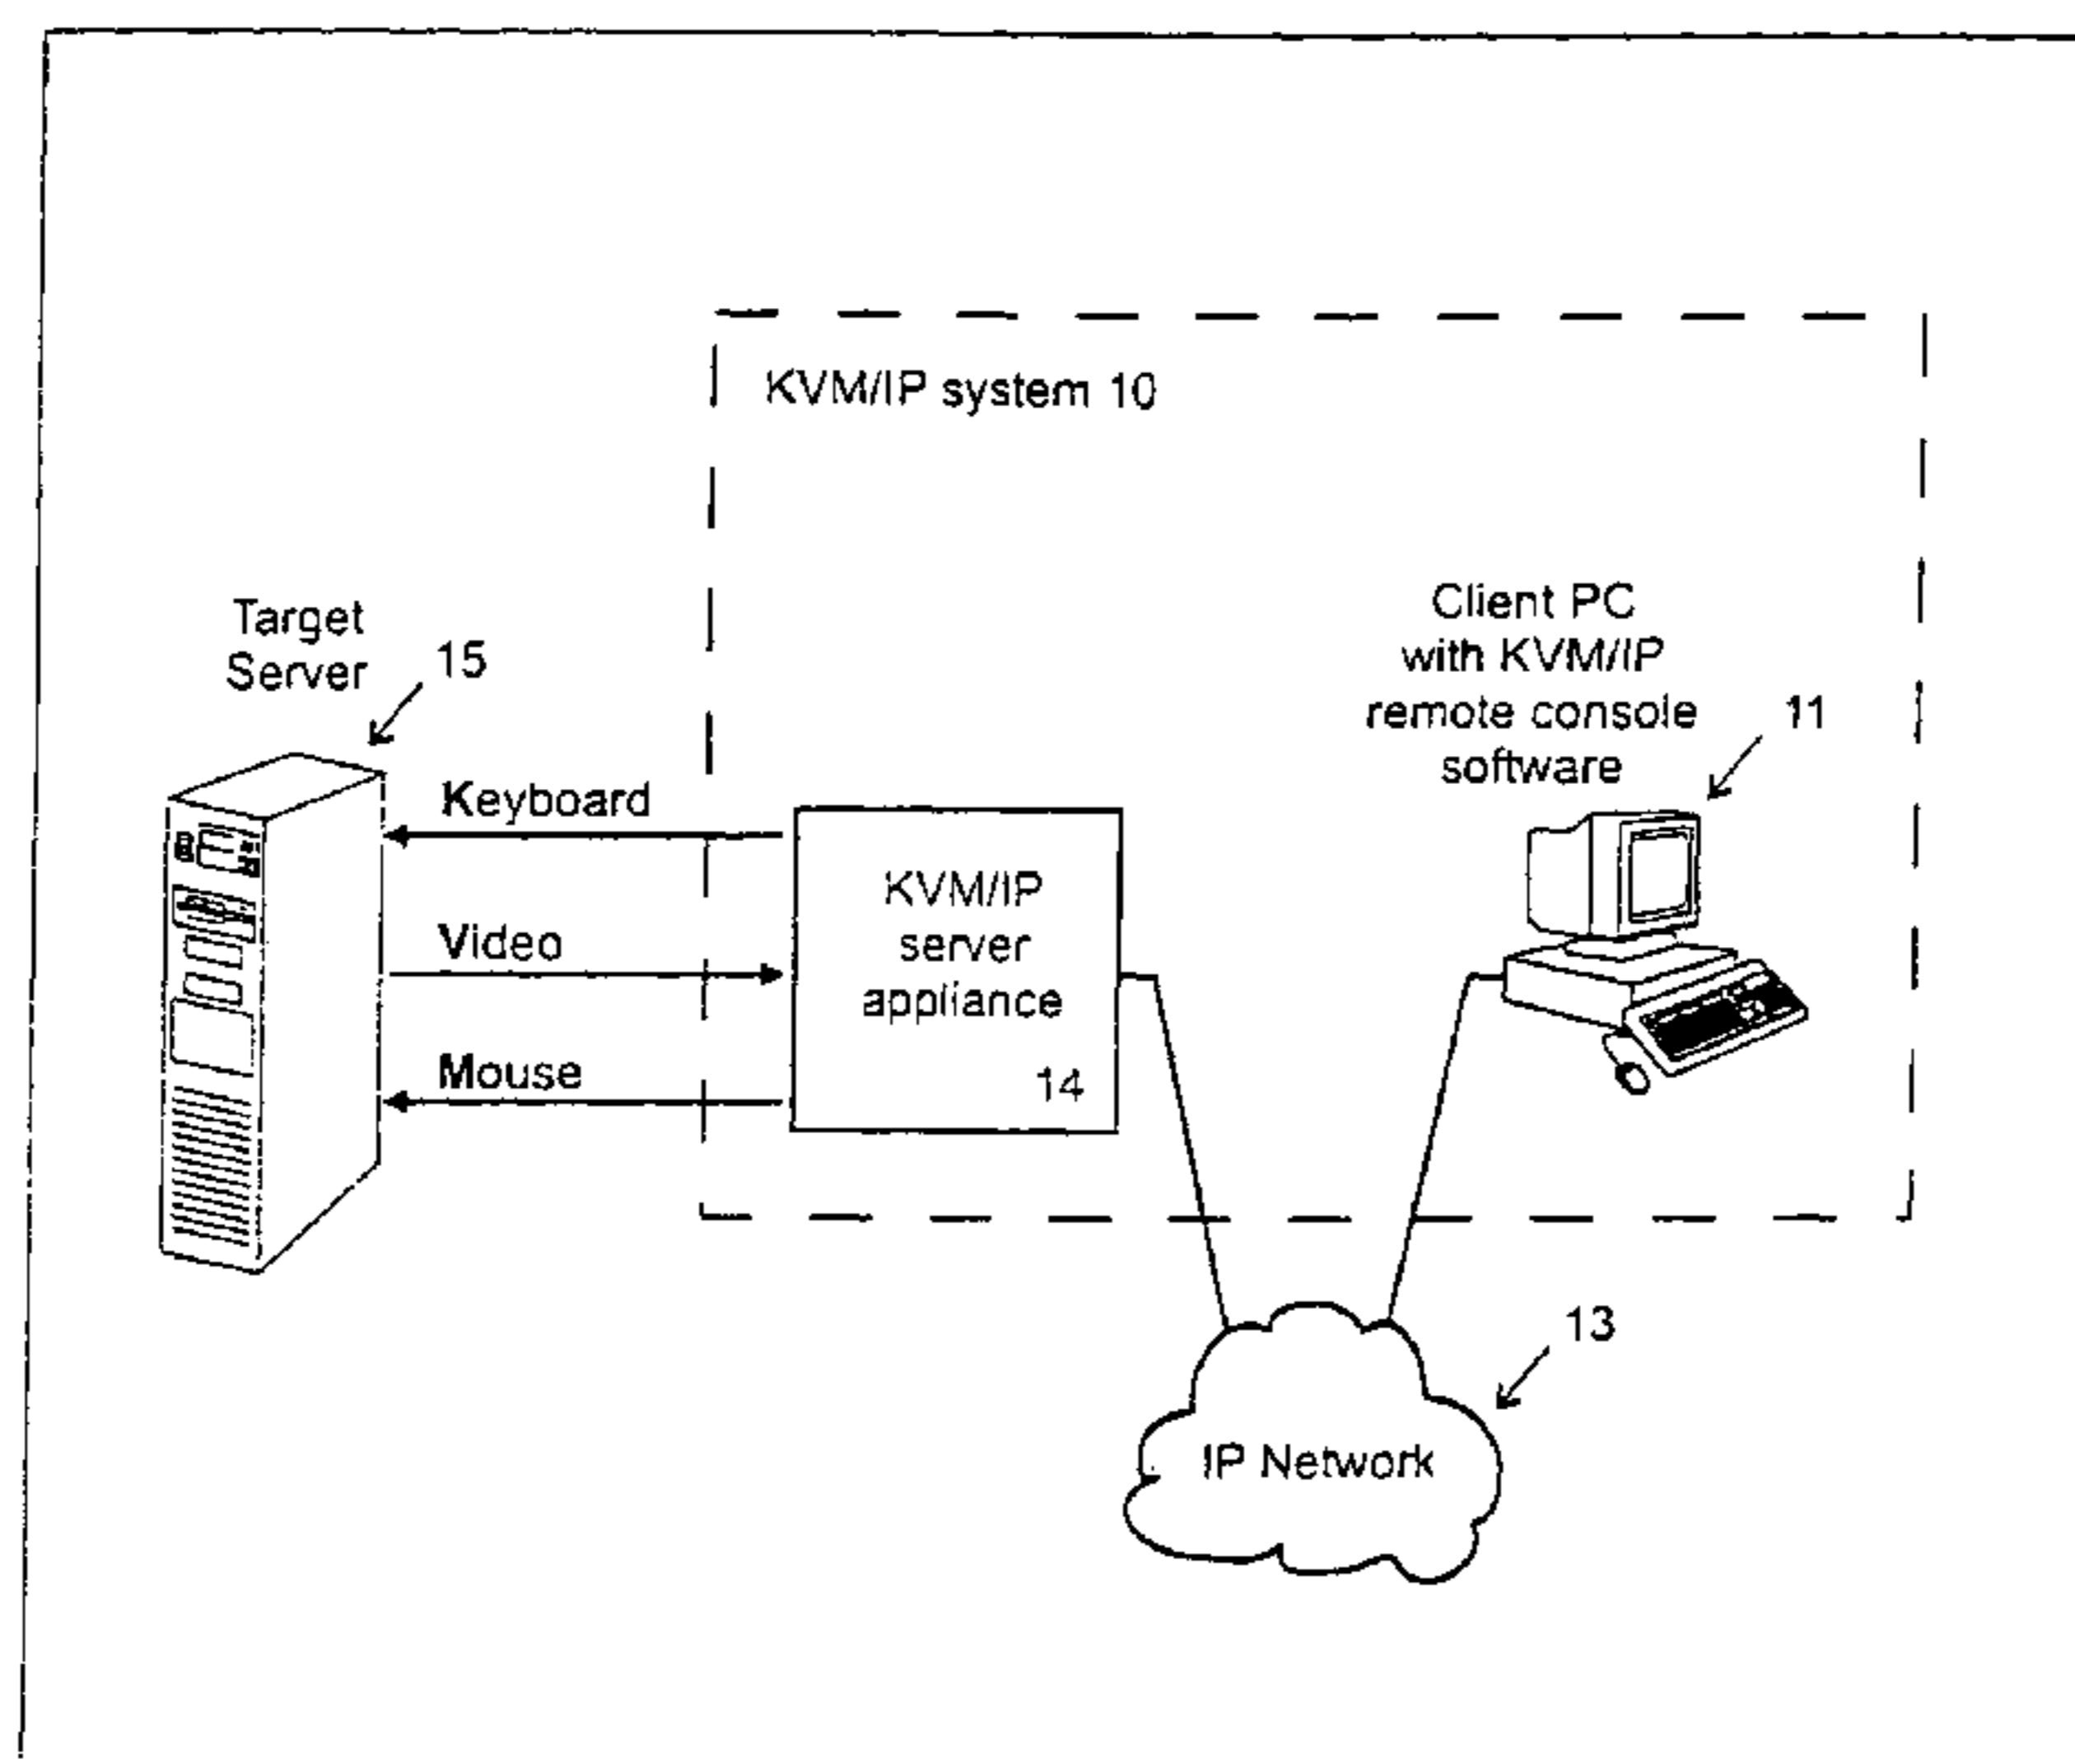 KVM/IP system 10
Target
Server
15
Client PC
with KVM/IP
remote console
software
11
Keyboard
Video
Mouse
KVM/IP
server
appliance
14
13
IP Network